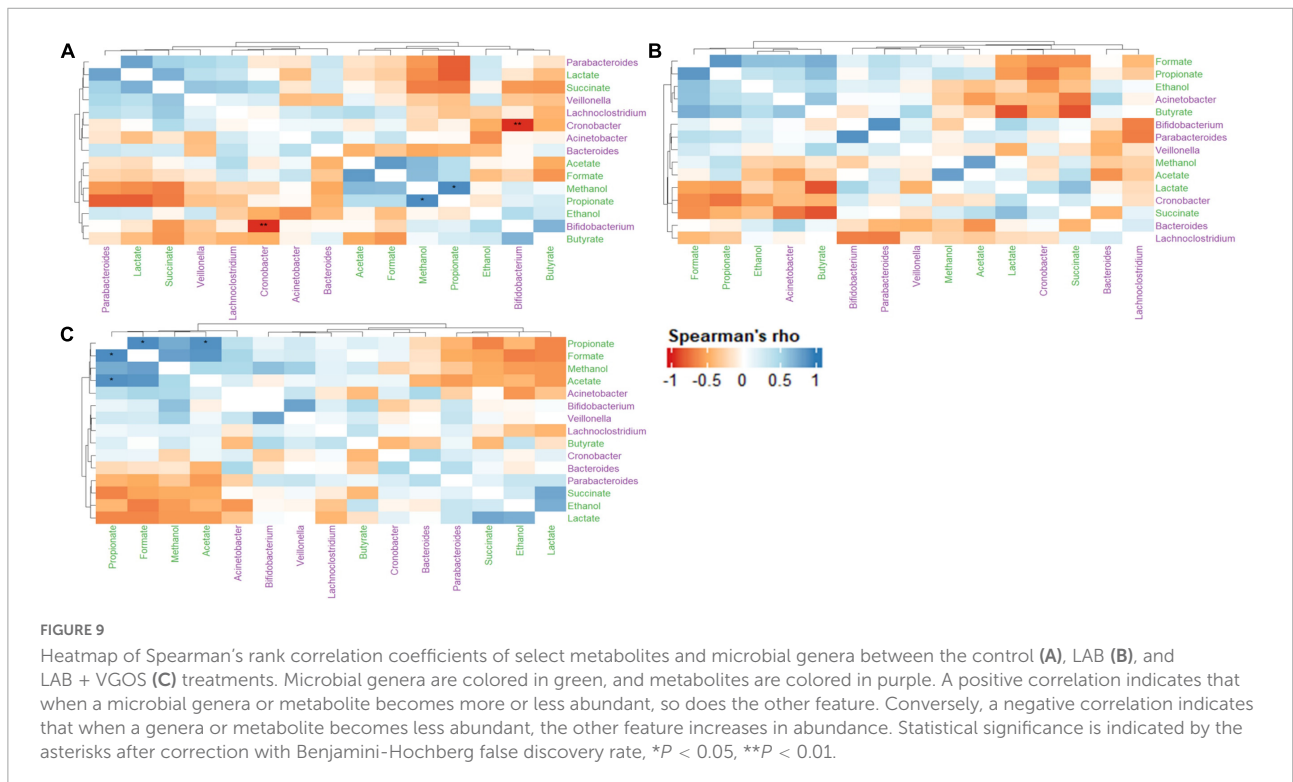 A
Parabacteroides
Lactate
Succinate
Veillonella
Lachnoclostridium
Cronobacter
Acinetobacter
Bacteroides
Acetate
Formate
Methanol
Propionate
Ethanol
Bifidobacterium
Butyrate
**
*
*
**
Parabacteroides
Lactate
Succinate
Veillonella
Lachnoclostridium
Cronobacter
Acinetobacter
Bacteroides
Acetate
Formate
Methanol
Propionate
Ethanol
Bifidobacterium
Butyrate
B
Formate
Propionate
Ethanol
Acinetobacter
Butyrate
Bifidobacterium
Parabacteroides
Veillonella
Methanol
Acetate
Lactate
Cronobacter
Succinate
Bacteroides
Lachnoclostridium
Formate
Propionate
Ethanol
Acinetobacter
Butyrate
Bifidobacterium
Parabacteroides
Veillonella
Methanol
Acetate
Lactate
Cronobacter
Succinate
Bacteroides
Lachnoclostridium
C
* *
*
*
Propionate
Formate
Methanol
Acetate
Acinetobacter
Bifidobacterium
Veillonella
Lachnoclostridium
Butyrate
Cronobacter
Bacteroides
Parabacteroides
Succinate
Ethanol
Lactate
Propionate
Formate
Methanol
Acetate
Acinetobacter
Bifidobacterium
Veillonella
Lachnoclostridium
Butyrate
Cronobacter
Bacteroides
Parabacteroides
Succinate
Ethanol
Lactate
Spearman's rho
-1 -0.5 0 0.5 1
FIGURE 9
Heatmap of Spearman's rank correlation coefficients of select metabolites and microbial genera between the control (A), LAB (B), and
LAB + VGOS (C) treatments. Microbial genera are colored in green, and metabolites are colored in purple. A positive correlation indicates that
when a microbial genera or metabolite becomes more or less abundant, so does the other feature. Conversely, a negative correlation indicates
that when a genera or metabolite becomes less abundant, the other feature increases in abundance. Statistical significance is indicated by the
asterisks after correction with Benjamini-Hochberg false discovery rate, *P < 0.05, **P < 0.01.